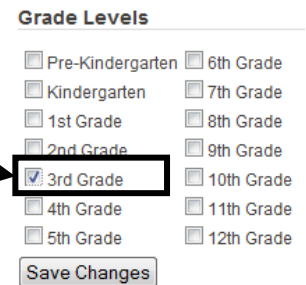 Grade Levels
Pre-Kindergarten 6th Grade
Kindergarten 7th Grade
1st Grade 8th Grade
2nd Grade 9th Grade
3rd Grade 10th Grade
4th Grade 11th Grade
5th Grade 12th Grade
Save Changes